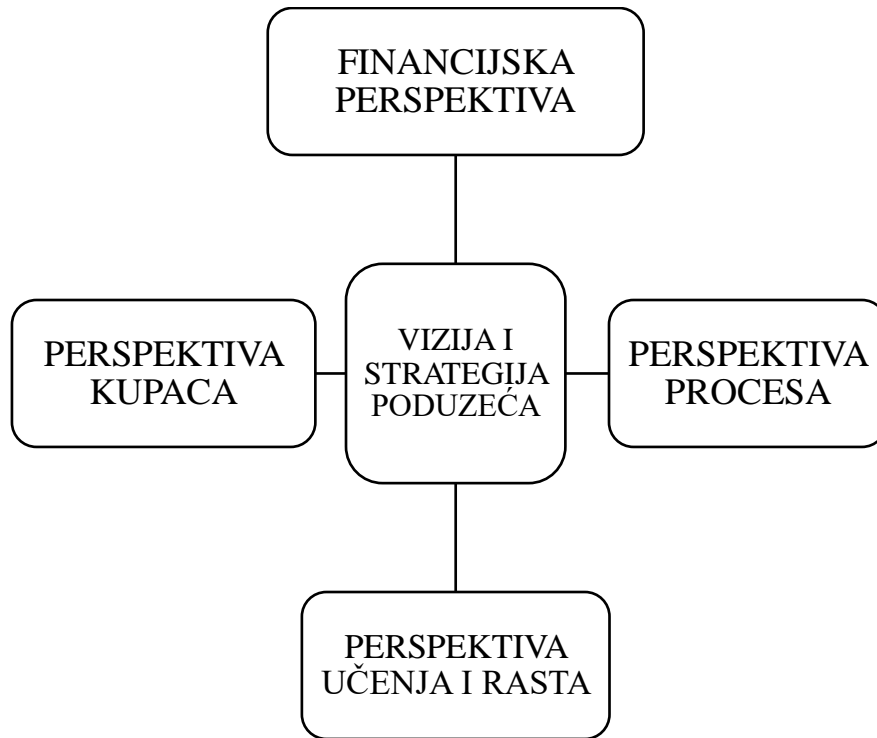 FINANCIJSKA
PERSPEKTIVA
PERSPEKTIVA
KUPACA
VIZIJA I
STRATEGIJA
PODUZEĆA
PERSPEKTIVA
PROCESA
PERSPEKTIVA
UČENJA I RASTA